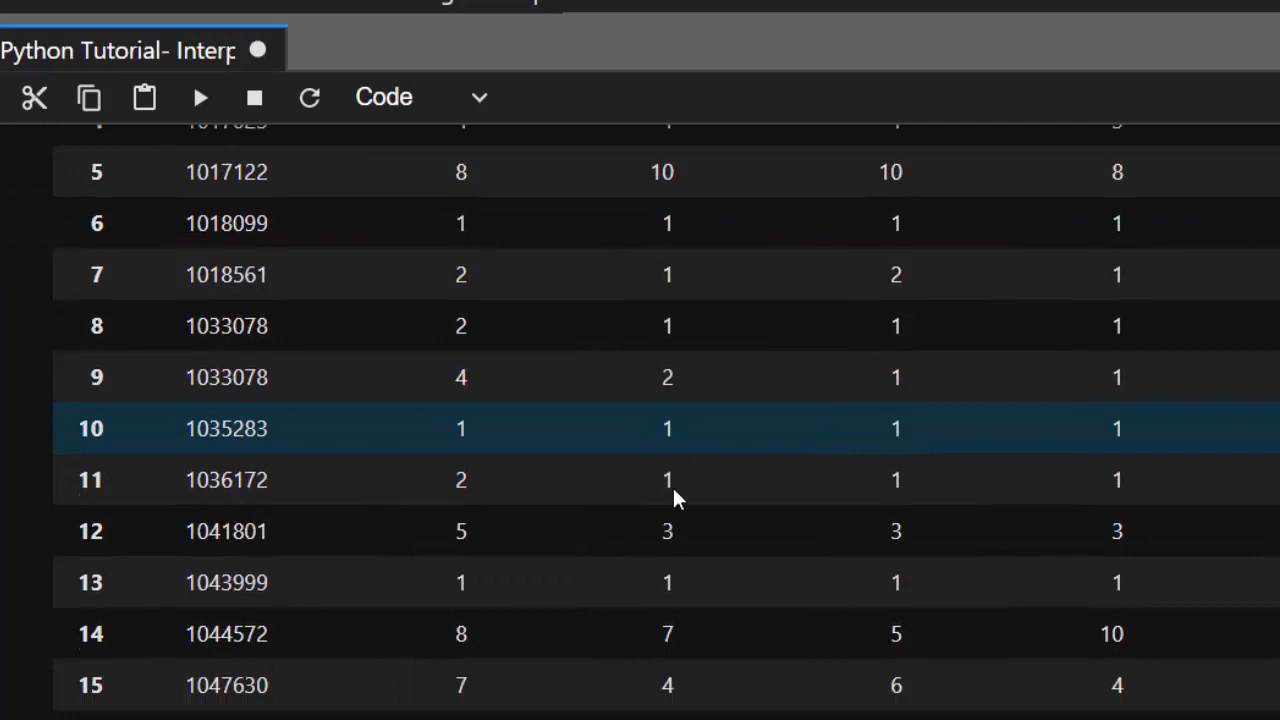 Python Tutorial- Interp
Code
5 1017122 8 10 10 8
6 1018099 1 1 1 1
7 1018561 2 1 2 1
8 1033078 2 1 1 1
9 1033078 4 2 1 1
10 1035283 1 1 1 1
11 1036172 2 1 1 1
12 1041801 5 3 3 3
13 1043999 1 1 1 1
14 1044572 8 7 5 10
15 1047630 7 4 6 4